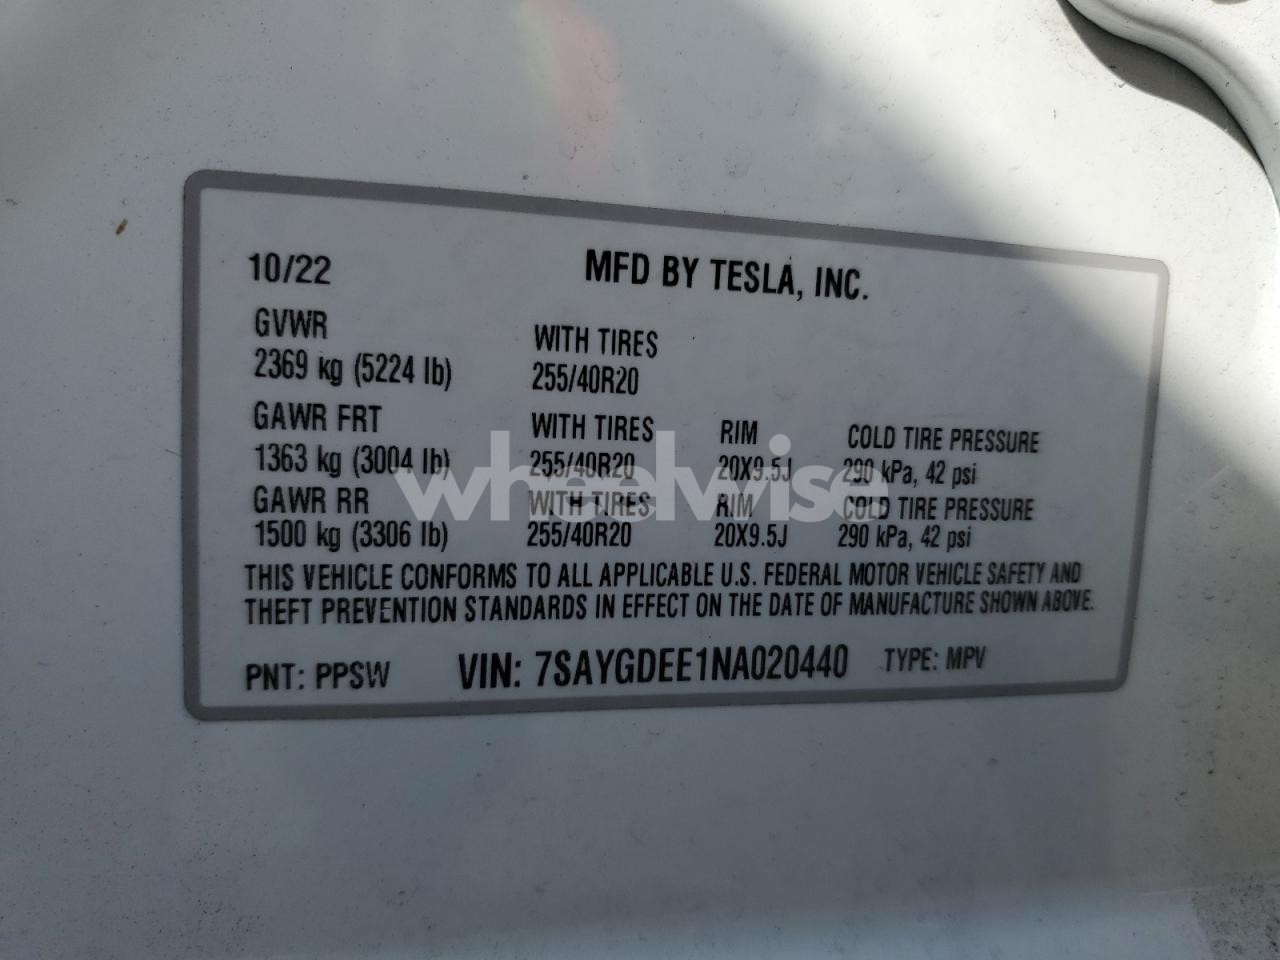 10/22 MFD BY TESLA, INC.
GVWR WITH TIRES
2369 kg (5224 lb) 255/40R20
GAWR FRT WITH TIRES RIM COLD TIRE PRESSURE
1363 kg (3004 lb) 255/40R20 20X9.5J 290 kPa, 42 psi
GAWR RR WITH TIRES RIM COLD TIRE PRESSURE
1500 kg (3306 lb) 255/40R20 20X9.5J 290 kPa, 42 psi
THIS VEHICLE CONFORMS TO ALL APPLICABLE U.S. FEDERAL MOTOR VEHICLE SAFETY AND
THEFT PREVENTION STANDARDS IN EFFECT ON THE DATE OF MANUFACTURE SHOWN ABOVE.
PNT: PPSW VIN: 7SAYGDEE1NA020440 TYPE: MPV
wheelwise